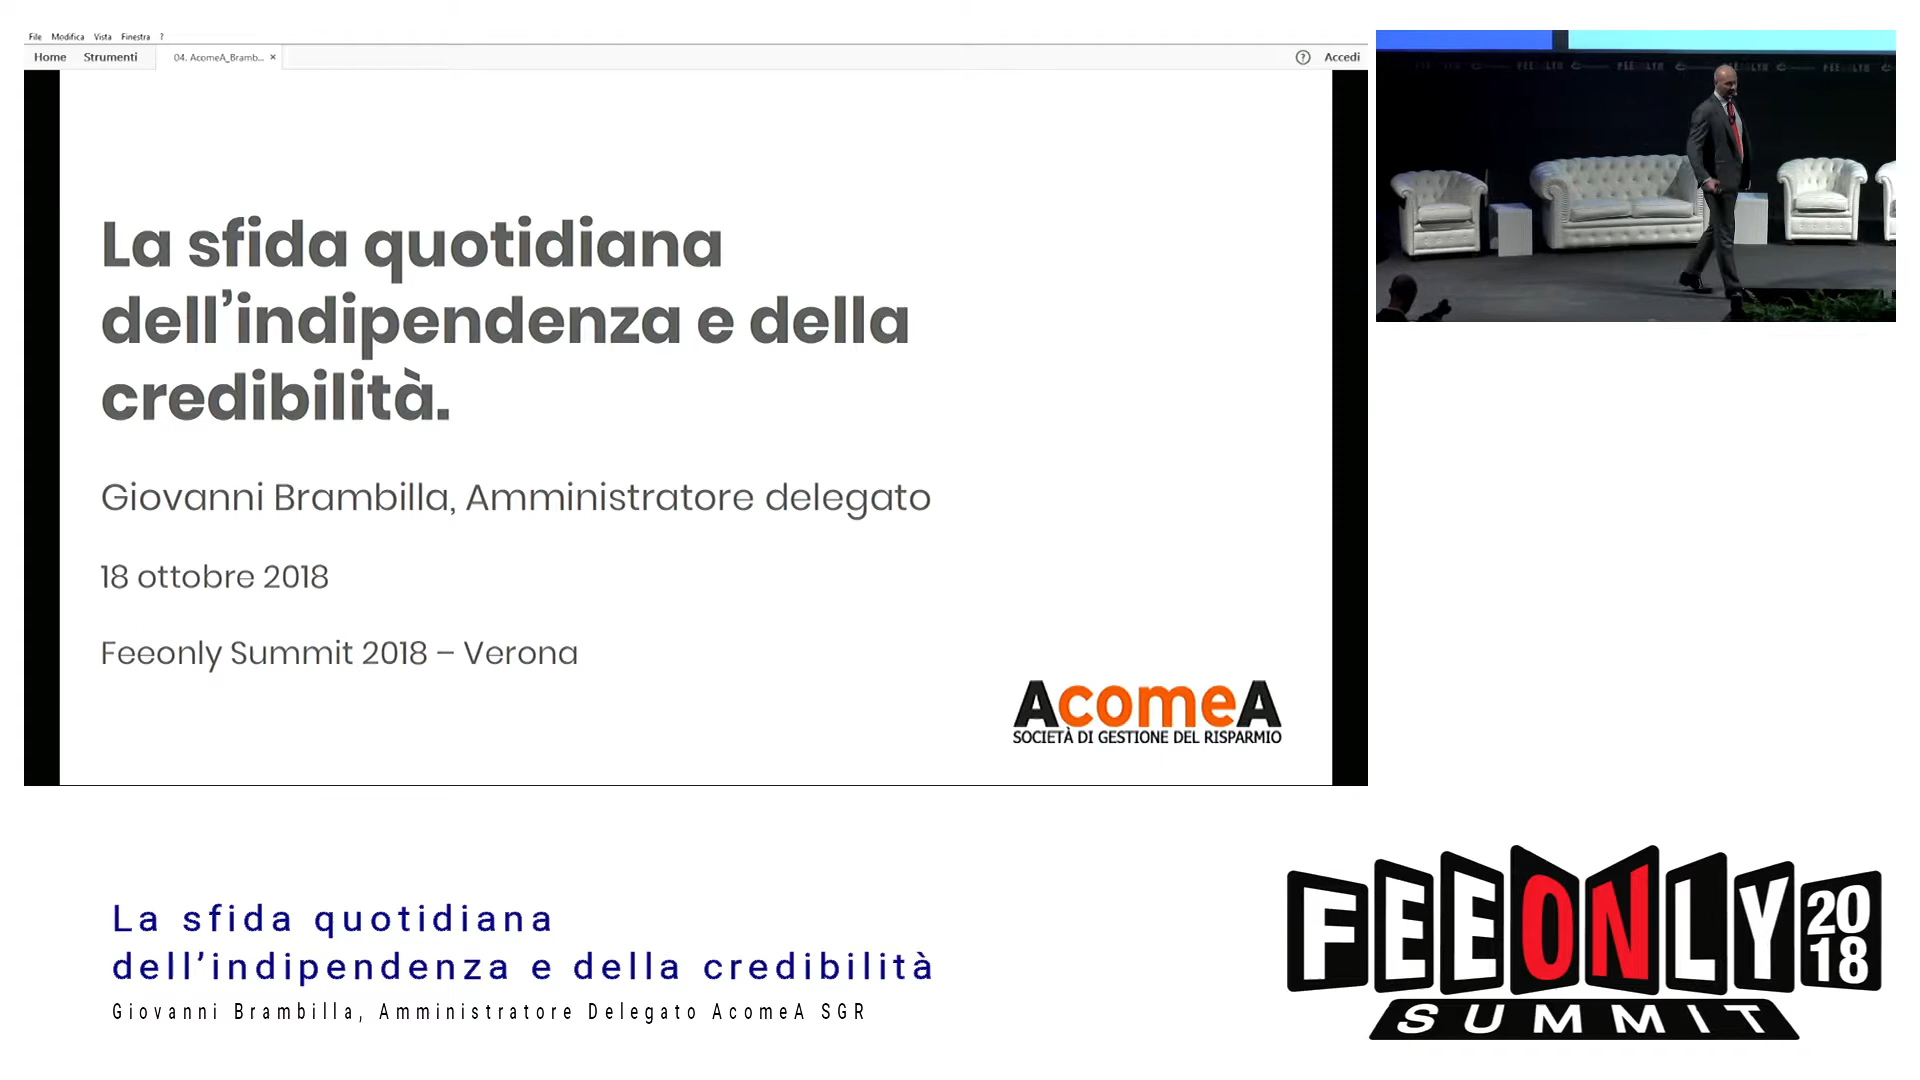 File Modifica Vista Finestra ?
Home Strumenti 04. AcomeA_Bramb... × ? Accedi
La sfida quotidiana
dell’indipendenza e della
credibilità.
Giovanni Brambilla, Amministratore delegato
18 ottobre 2018
Feeonly Summit 2018 – Verona
AcomeA
SOCIETÀ DI GESTIONE DEL RISPARMIO
La sfida quotidiana
dell’indipendenza e della credibilità
Giovanni Brambilla, Amministratore Delegato AcomeA SGR
FEEONLY 2018
SUMMIT